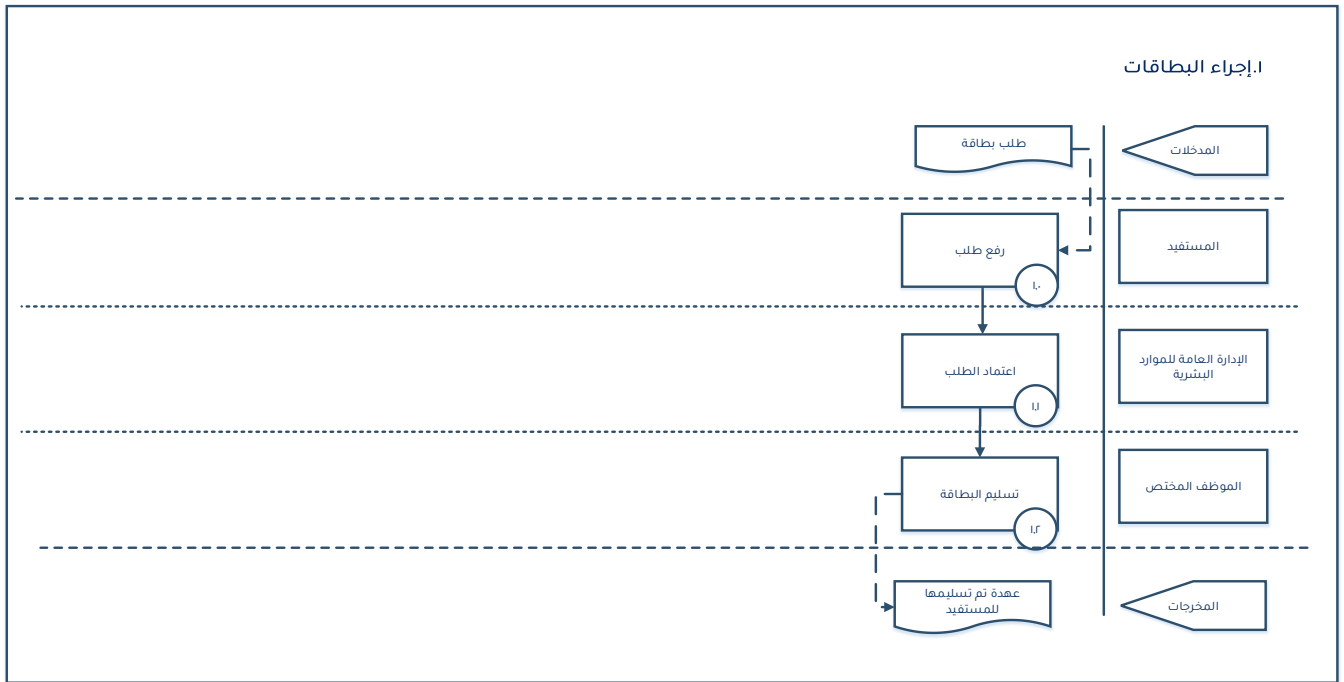 ١.إجراء البطاقات
المدخلات
طلب بطاقة
المستفيد
رفع طلب
١.٠
الإدارة العامة للموارد
البشرية
اعتماد الطلب
١.١
الموظف المختص
تسليم البطاقة
١.٢
المخرجات
عهدة تم تسليمها
للمستفيد